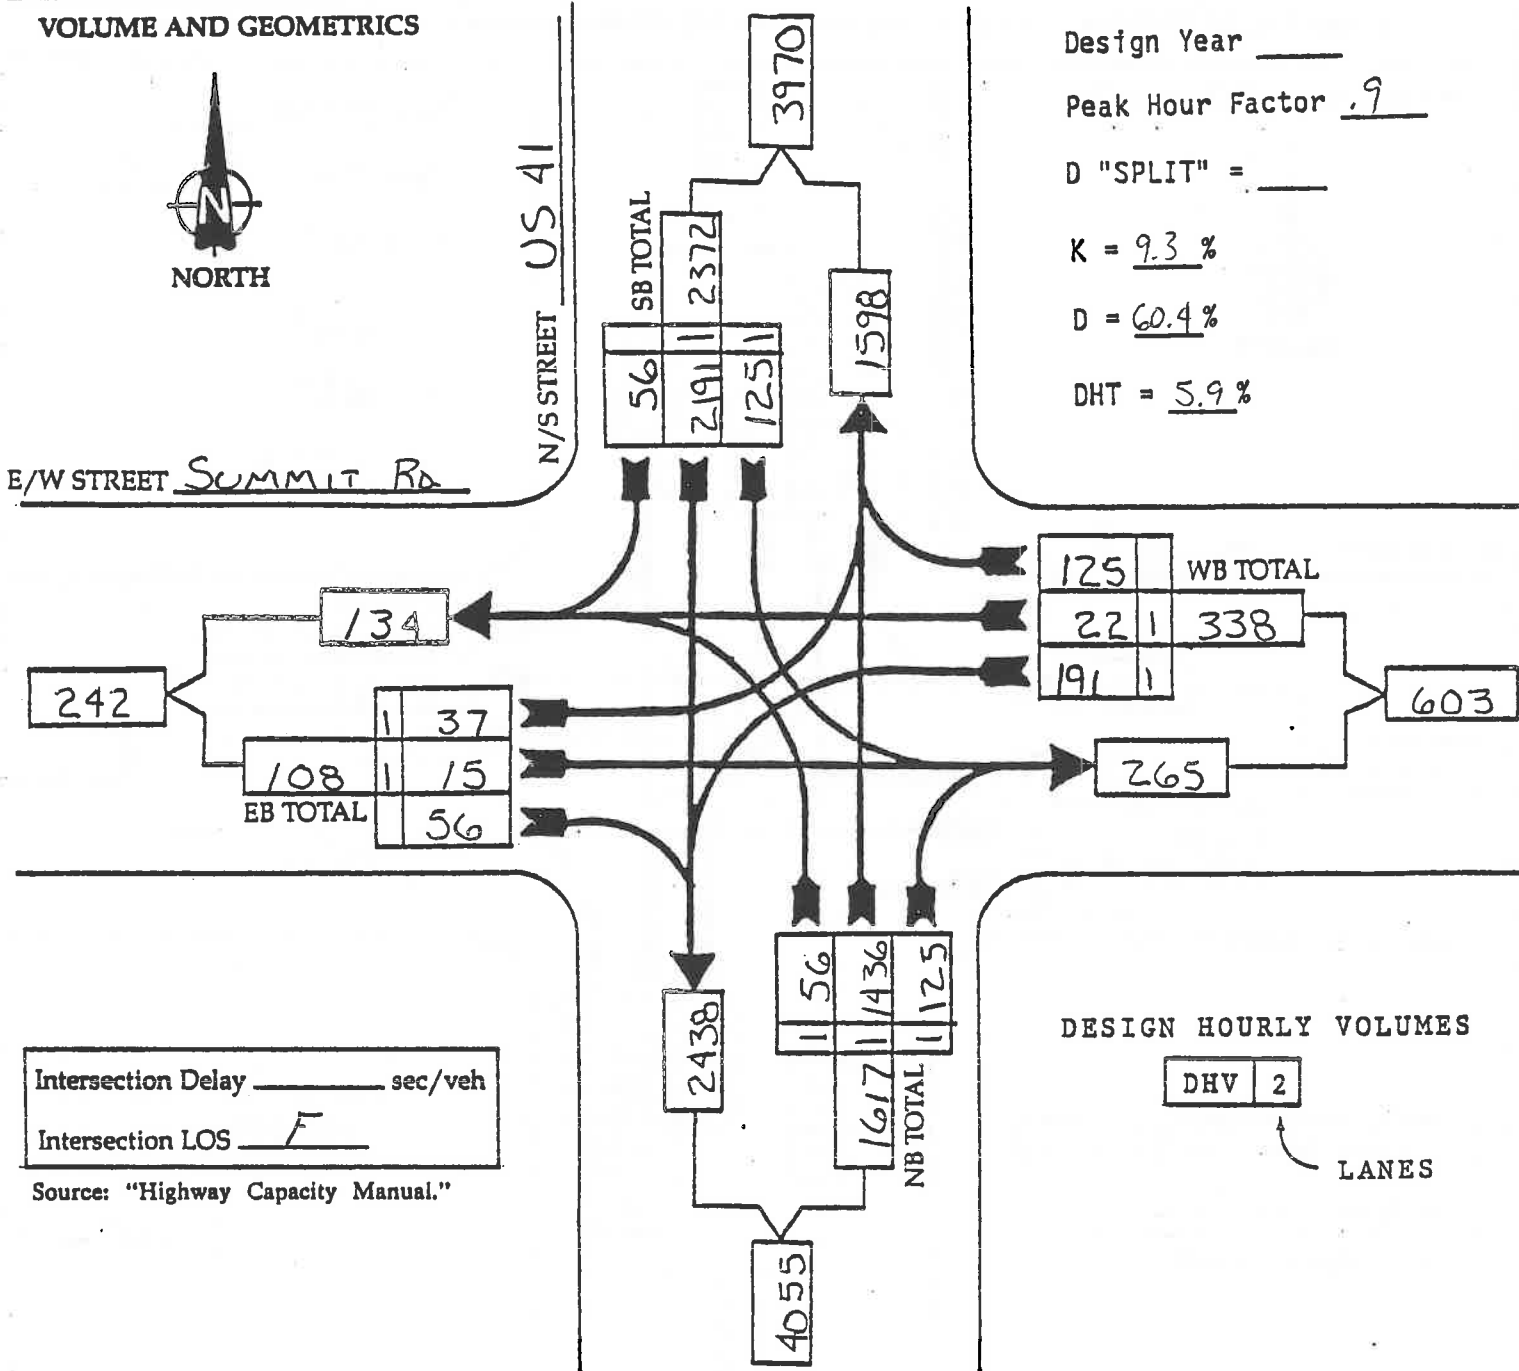 VOLUME AND GEOMETRICS
N
NORTH
N/S STREET US 41
E/W STREET SUMMIT RD
Design Year
Peak Hour Factor .9
D "SPLIT" =
K = 9.3 %
D = 60.4 %
DHT = 5.9 %
3970
SB TOTAL
2372
1 1
56 2191 125
1598
134
242
1 37
108 1 15
EB TOTAL
56
125
WB TOTAL
22 1 338
191 1
603
265
2438
56 1436 125
1 1 1
1617
NB TOTAL
4055
Intersection Delay sec/veh
Intersection LOS F
Source: "Highway Capacity Manual."
DESIGN HOURLY VOLUMES
DHV 2
LANES